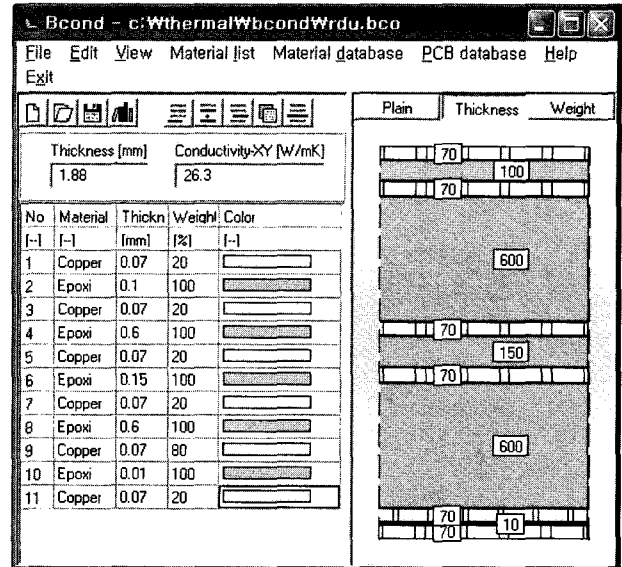 Bcond - c:₩thermal₩bcond₩rdu.bco
File Edit View Material list Material database PCB database Help
Exit
Plain Thickness Weight
Thickness [mm] Conductivity-XY [W/mK]
1.88 26.3
No Material Thickn Weight Color
[--] [--] [mm] [%] [--]
1 Copper 0.07 20
2 Epoxi 0.1 100
3 Copper 0.07 20
4 Epoxi 0.6 100
5 Copper 0.07 20
6 Epoxi 0.15 100
7 Copper 0.07 20
8 Epoxi 0.6 100
9 Copper 0.07 80
10 Epoxi 0.01 100
11 Copper 0.07 20
70
100
70
600
70
150
70
600
70
10
70